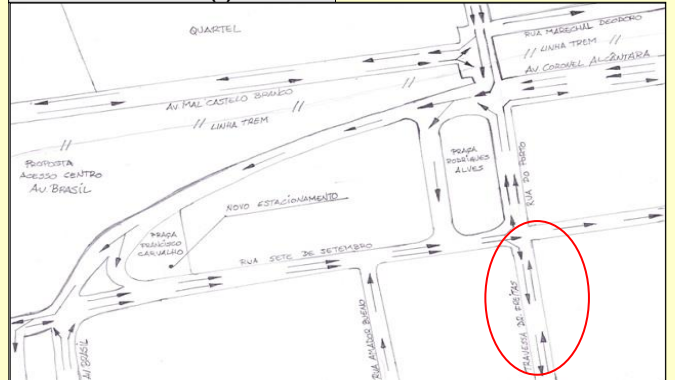 QUARTEL
RUA MARECHAL DEODORO
// LINHA TREM //
AV CORONEL ALCÂNTARA
AV. MAL CASTELO BRANCO
// LINHA TREM //
//
PROPOSTA
ACESSO CENTRO
AV. BRASIL
PRAÇA
RODRIGUES
ALVES
RUA DO PORTO
NOVO ESTACIONAMENTO
PRAÇA
FRANCISCO
CARVALHO
RUA SETE DE SETEMBRO
AV BRASIL
RUA AMADOR BUENO
TRAVESSA DR. FREITAS